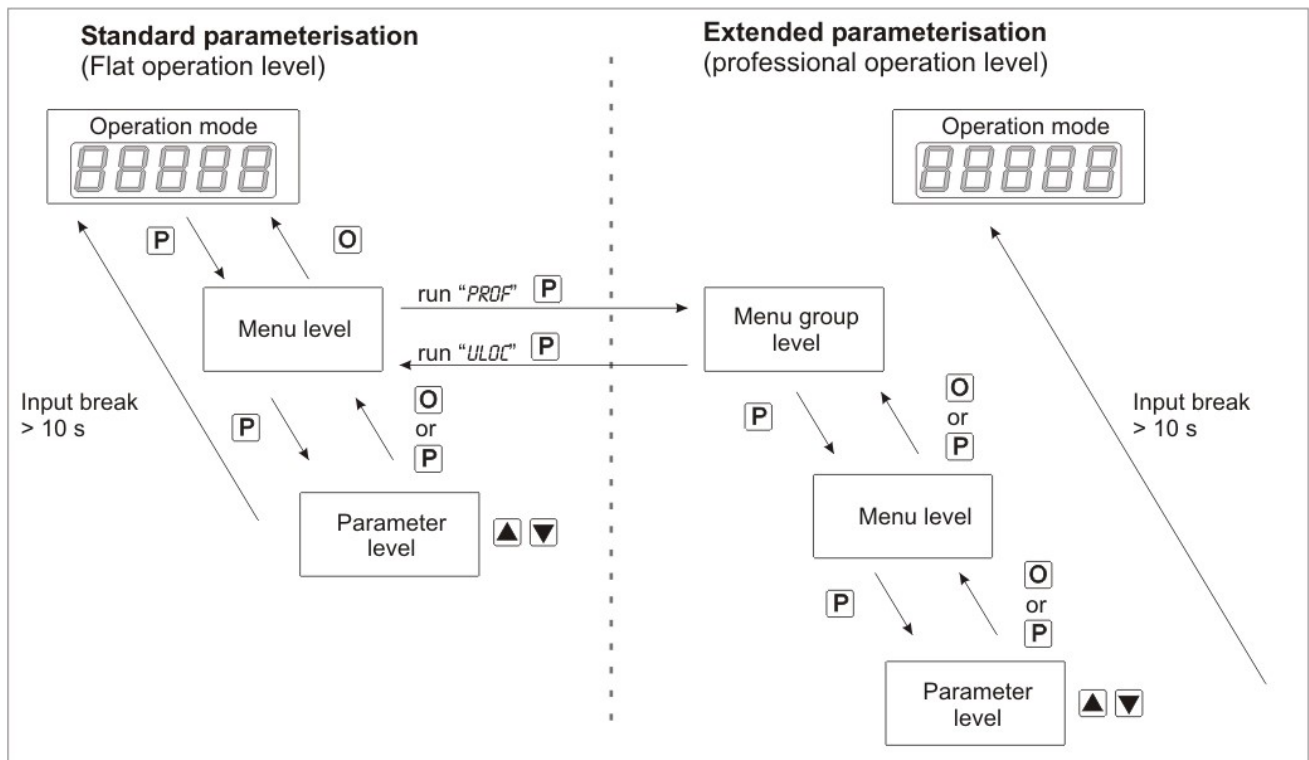 Standard parameterisation
(Flat operation level)
Operation mode
88888
P
O
Menu level
run “PROF” P
run “ULOC” P
Input break
> 10 s
P
O
or
P
Parameter
level
▲ ▼
Extended parameterisation
(professional operation level)
Operation mode
88888
Menu group
level
P
O
or
P
Input break
> 10 s
Menu level
P
O
or
P
Parameter
level
▲ ▼